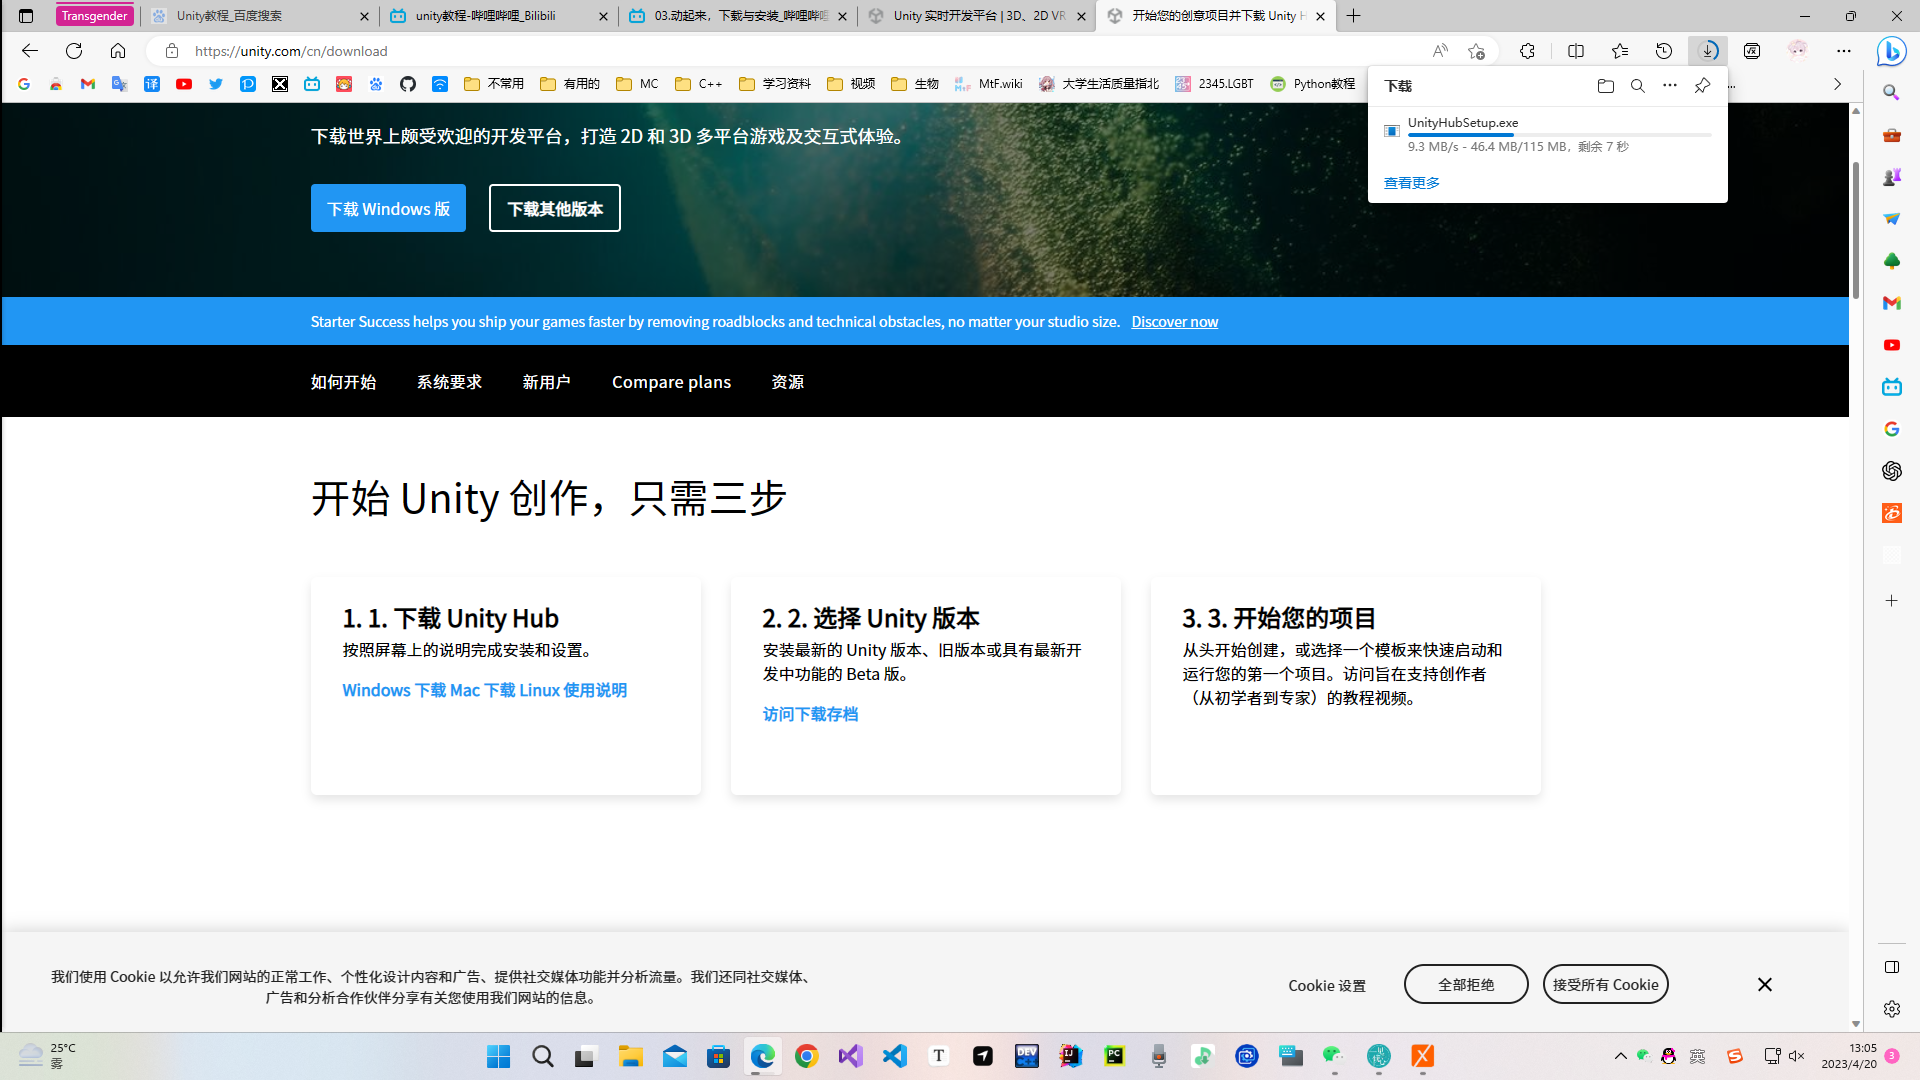 Transgender
Unity教程_百度搜索
unity教程-哔哩哔哩_Bilibili
03.动起来，下载与安装_哔哩哔哩
Unity 实时开发平台 | 3D、2D VR
开始您的创意项目并下载 Unity H
https://unity.com/cn/download
不常用
有用的
MC
C++
学习资料
视频
生物
MtF.wiki
大学生活质量指北
2345.LGBT
Python教程
下载
UnityHubSetup.exe
9.3 MB/s - 46.4 MB/115 MB，剩余 7 秒
查看更多
下载世界上颇受欢迎的开发平台，打造 2D 和 3D 多平台游戏及交互式体验。
下载 Windows 版
下载其他版本
Starter Success helps you ship your games faster by removing roadblocks and technical obstacles, no matter your studio size. Discover now
如何开始
系统要求
新用户
Compare plans
资源
开始 Unity 创作，只需三步
1. 1. 下载 Unity Hub
按照屏幕上的说明完成安装和设置。
Windows 下载 Mac 下载 Linux 使用说明
2. 2. 选择 Unity 版本
安装最新的 Unity 版本、旧版本或具有最新开
发中功能的 Beta 版。
访问下载存档
3. 3. 开始您的项目
从头开始创建，或选择一个模板来快速启动和
运行您的第一个项目。访问旨在支持创作者
（从初学者到专家）的教程视频。
我们使用 Cookie 以允许我们网站的正常工作、个性化设计内容和广告、提供社交媒体功能并分析流量。我们还同社交媒体、
广告和分析合作伙伴分享有关您使用我们网站的信息。
Cookie 设置
全部拒绝
接受所有 Cookie
25°C
雾
英
13:05
2023/4/20
3